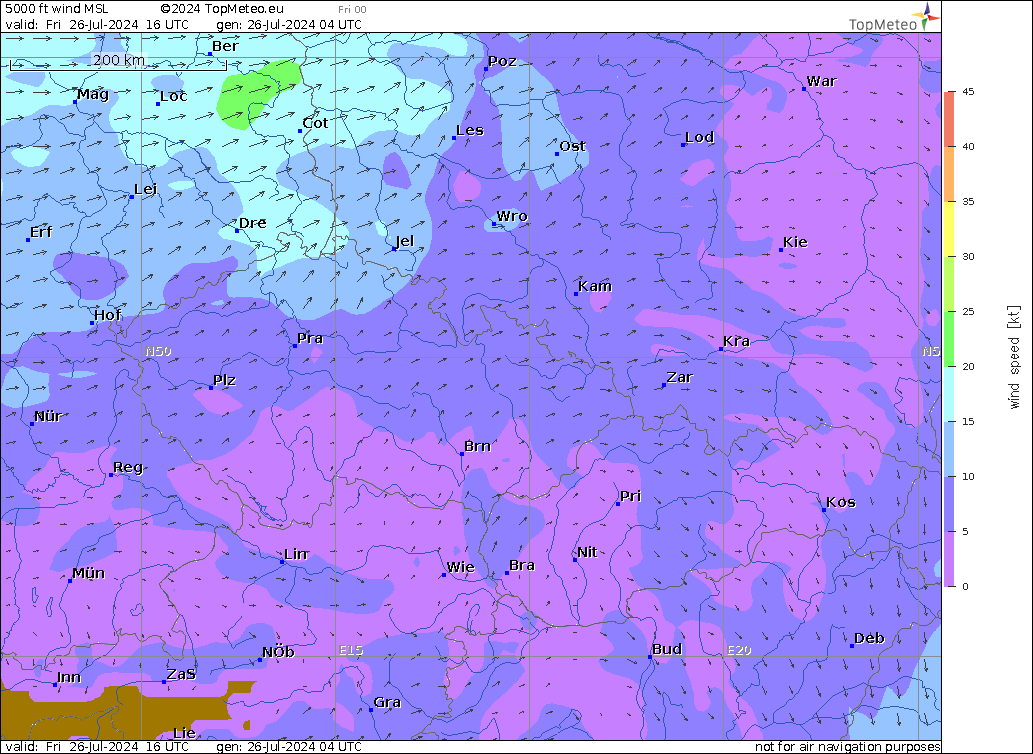 5000 ft wind MSL ©2024 TopMeteo.eu Fri 00
valid: Fri 26-Jul-2024 16 UTC gen: 26-Jul-2024 04 UTC
TopMeteo
Ber
200 km
Poz
War
Mag
Loc
45
Cot
Les
Lod
Ost
40
Lei
35
Wro
Dre
Erf
Jel
Kie
30
Kam
Hof
25
Pra
Kra
N50
N5
wind speed [kt]
20
Plz
Zar
Nür
15
Brn
Reg
10
Pri
Kos
5
Lin
Nit
Wie
Bra
Mün
0
Deb
NÖb
E15
Bud
E20
Inn
ZaS
Gra
Lie
valid: Fri 26-Jul-2024 16 UTC gen: 26-Jul-2024 04 UTC
not for air navigation purposes